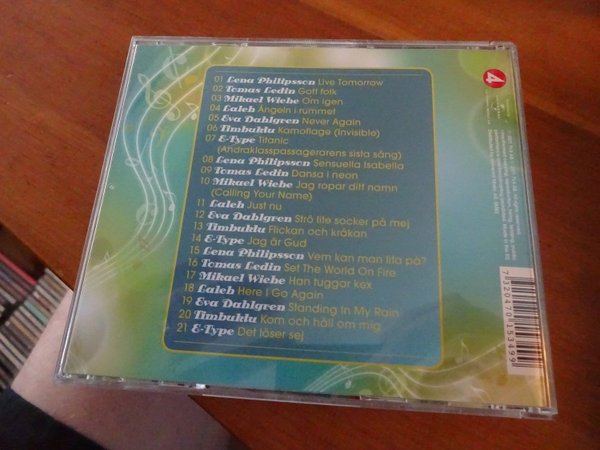 01 Lena Philipsson Live Tomorrow
02 Tomas Ledin Gott folk
03 Mikael Wiehe Om igen
04 Laleh Ängeln i rummet
05 Eva Dahlgren Never Again
06 Timbuktu Kamoflage (Invisible)
07 E-Type Titanic
(Andraklasspassagerarens sista sång)
08 Lena Philipsson Sensuella Isabella
09 Tomas Ledin Dansa i neon
10 Mikael Wiehe Jag ropar ditt namn
(Calling Your Name)
11 Laleh Just nu
12 Eva Dahlgren Strö lite socker på mej
13 Timbuktu Flickan och kråkan
14 E-Type Jag är Gud
15 Lena Philipsson Vem kan man lita på?
16 Tomas Ledin Set The World On Fire
17 Mikael Wiehe Han tuggar kex
18 Laleh Here I Go Again
19 Eva Dahlgren Standing In My Rain
20 Timbuktu Kom och håll om mig
21 E-Type Det löser sej
4
7320470153499